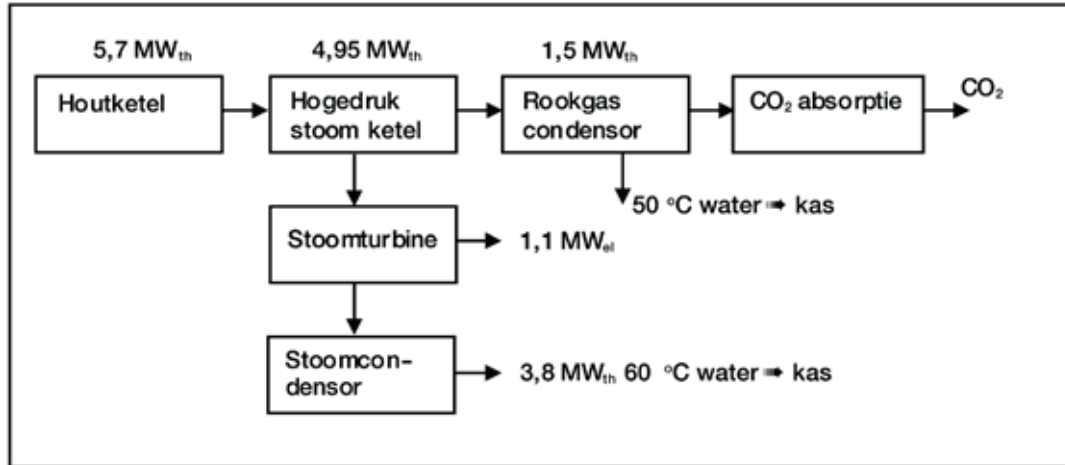 5,7 MWth
4,95 MWth
1,5 MWth
Houtketel
Hogedruk
stoom ketel
Rookgas
condensor
CO2 absorptie
CO2
50 °C water ➠ kas
Stoomturbine
1,1 MWel
Stoomcon-
densor
3,8 MWth 60 °C water ➠ kas